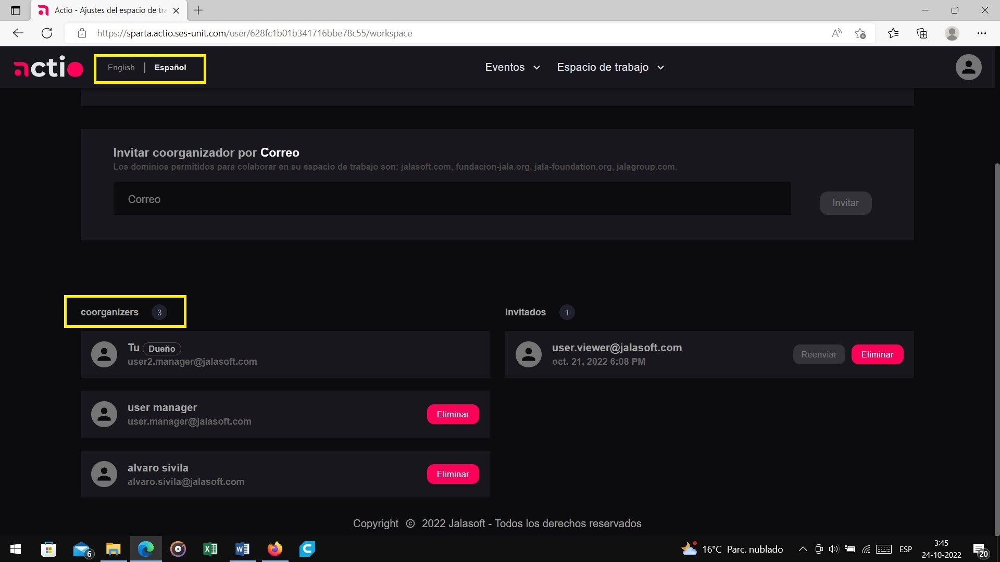 Actio - Ajustes del espacio de tra
https://sparta.actio.ses-unit.com/user/628fc1b01b341716bbe78c55/workspace
actio
English | Español
Eventos
Espacio de trabajo
Invitar coorganizador por Correo
Los dominios permitidos para colaborar en su espacio de trabajo son: jalasoft.com, fundacion-jala.org, jala-foundation.org, jalagroup.com.
Correo
Invitar
coorganizers 3
Tu Dueño
user2.manager@jalasoft.com
user manager
user.manager@jalasoft.com
Eliminar
alvaro sivila
alvaro.sivila@jalasoft.com
Eliminar
Invitados 1
user.viewer@jalasoft.com
oct. 21, 2022 6:08 PM
Reenviar
Eliminar
Copyright © 2022 Jalasoft - Todos los derechos reservados
6
16°C Parc. nublado
ESP
3:45
24-10-2022
20